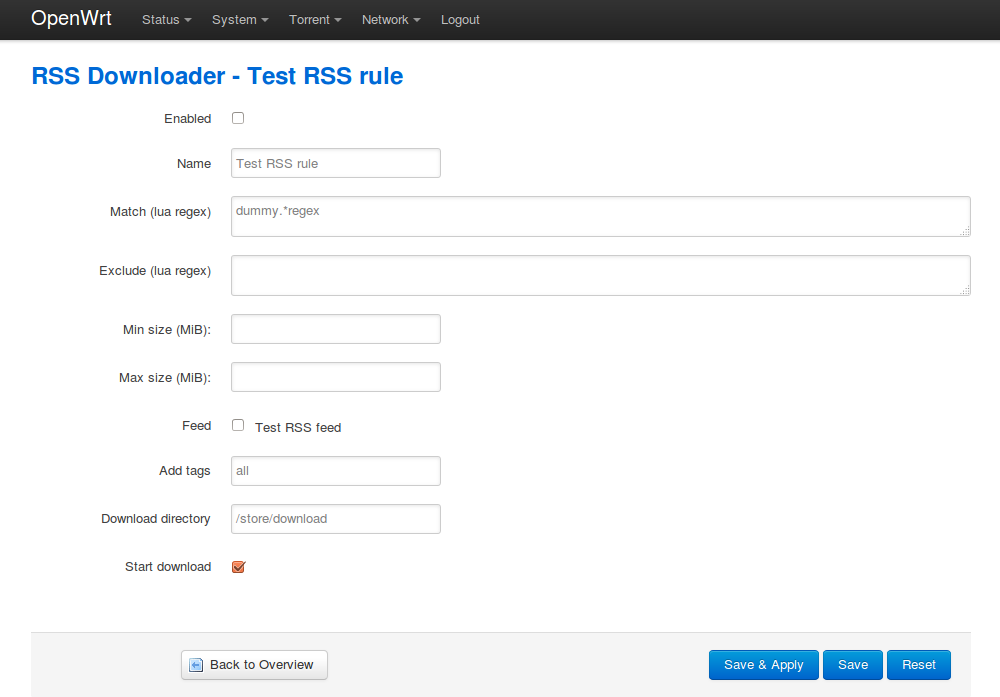 OpenWrt Status System Torrent Network Logout
RSS Downloader - Test RSS rule
Enabled
Name Test RSS rule
Match (lua regex) dummy.*regex
Exclude (lua regex)
Min size (MiB):
Max size (MiB):
Feed Test RSS feed
Add tags all
Download directory /store/download
Start download
Back to Overview Save & Apply Save Reset